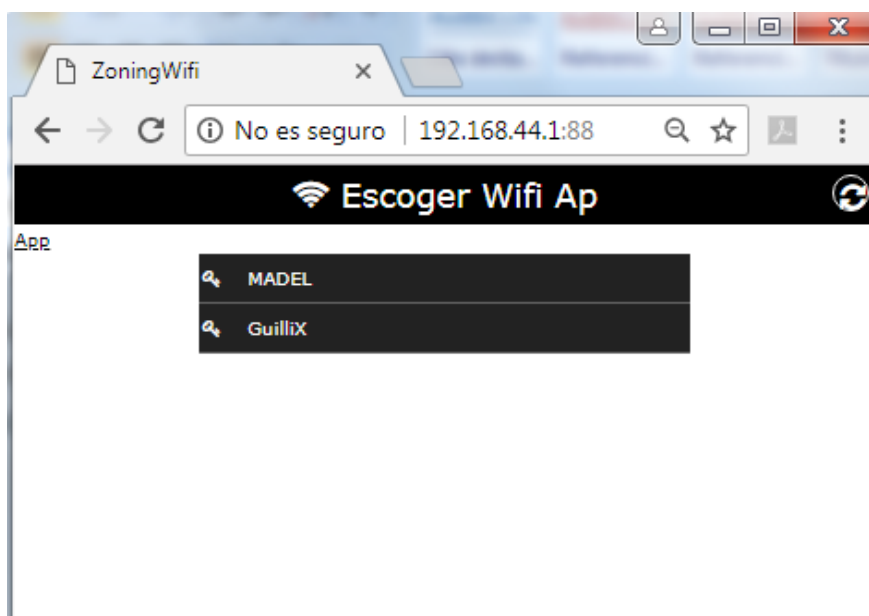 ZoningWifi
No es seguro | 192.168.44.1:88
Escoger Wifi Ap
App
MADEL
GuilliX